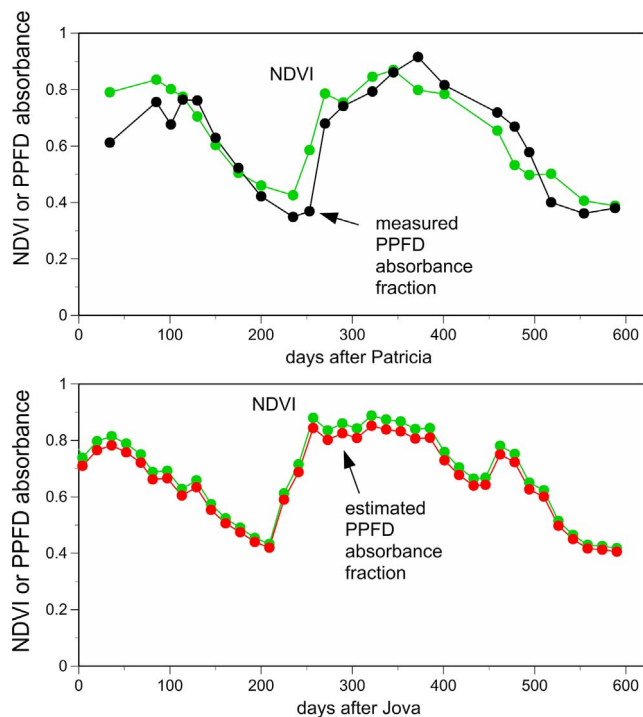 NDVI or PPFD absorbance
1
0.8
0.6
0.4
0.2
1
NDVI
measured
PPFD
absorbance
fraction
0 100 200 300 400 500 600
days after Patricia
NDVI or PPFD absorbance
1
0.8
0.6
0.4
0.2
1
NDVI
estimated
PPFD
absorbance
fraction
0 100 200 300 400 500 600
days after Jova